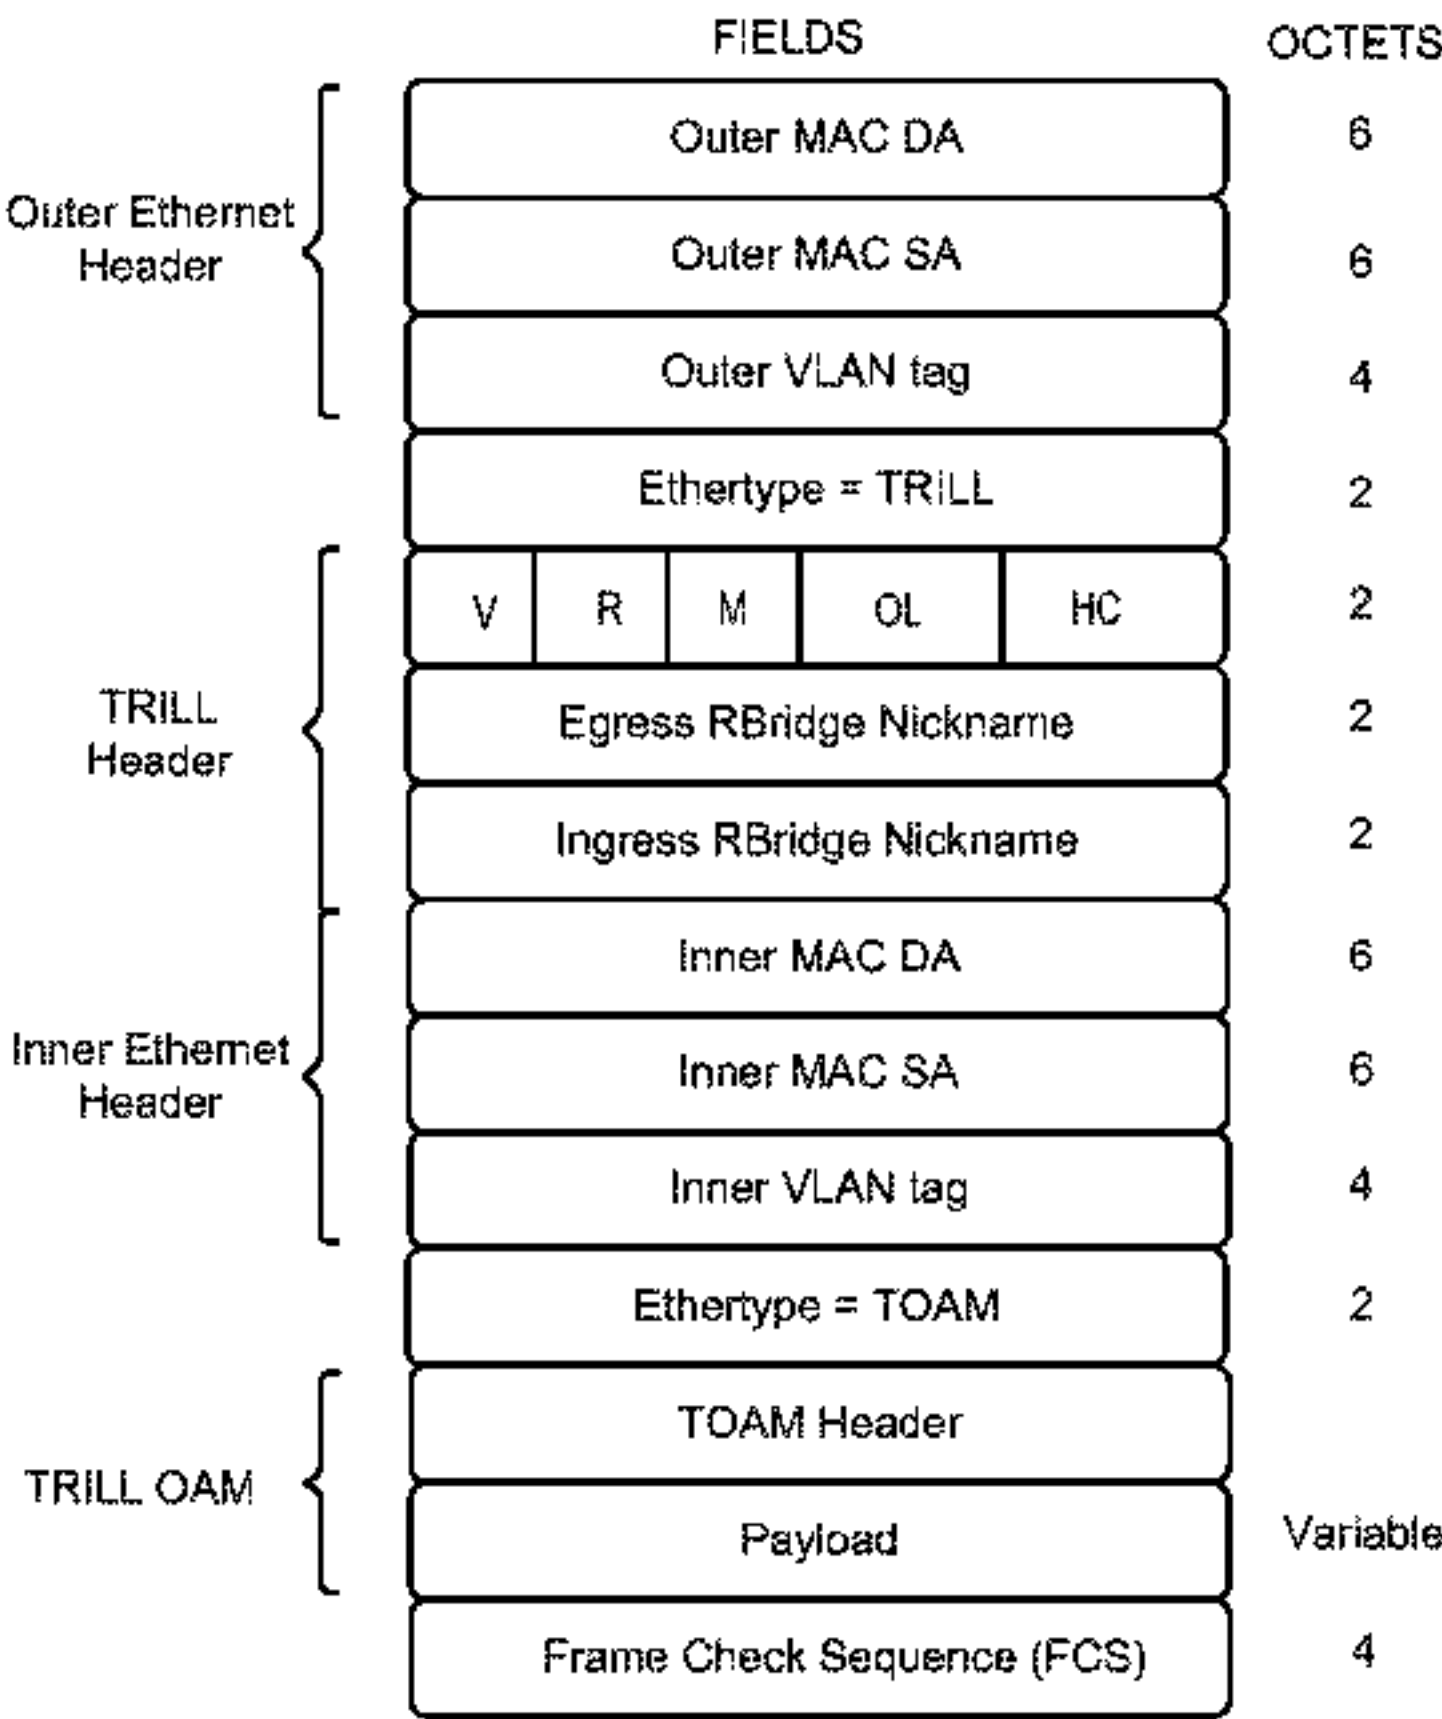 FIELDS OCTETS
Outer MAC DA 6
Outer Ethernet
Header
Outer MAC SA 6
Outer VLAN tag 4
Ethertype = TRILL 2
V R M OL HC 2
TRILL
Header
Egress RBridge Nickname 2
Ingress RBridge Nickname 2
Inner MAC DA 6
Inner Ethernet
Header
Inner MAC SA 6
Inner VLAN tag 4
Ethertype = TOAM 2
TOAM Header
TRILL OAM
Payload Variable
Frame Check Sequence (FCS) 4